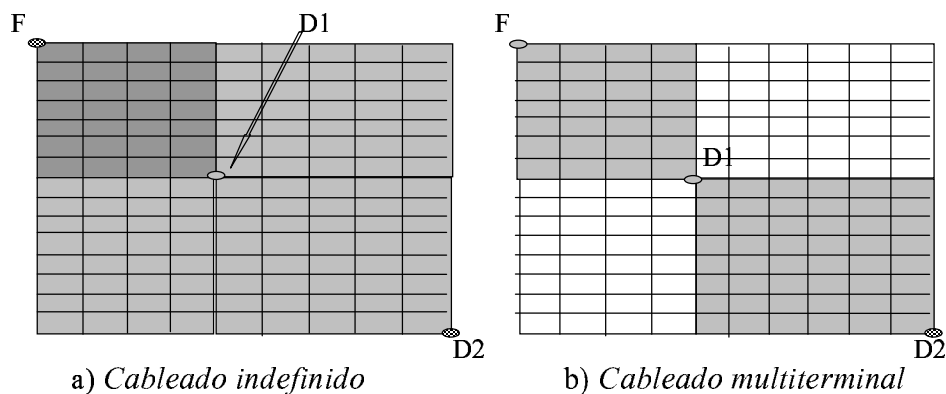 F
D1
D2
a) Cableado indefinido
F
D1
D2
b) Cableado multiterminal